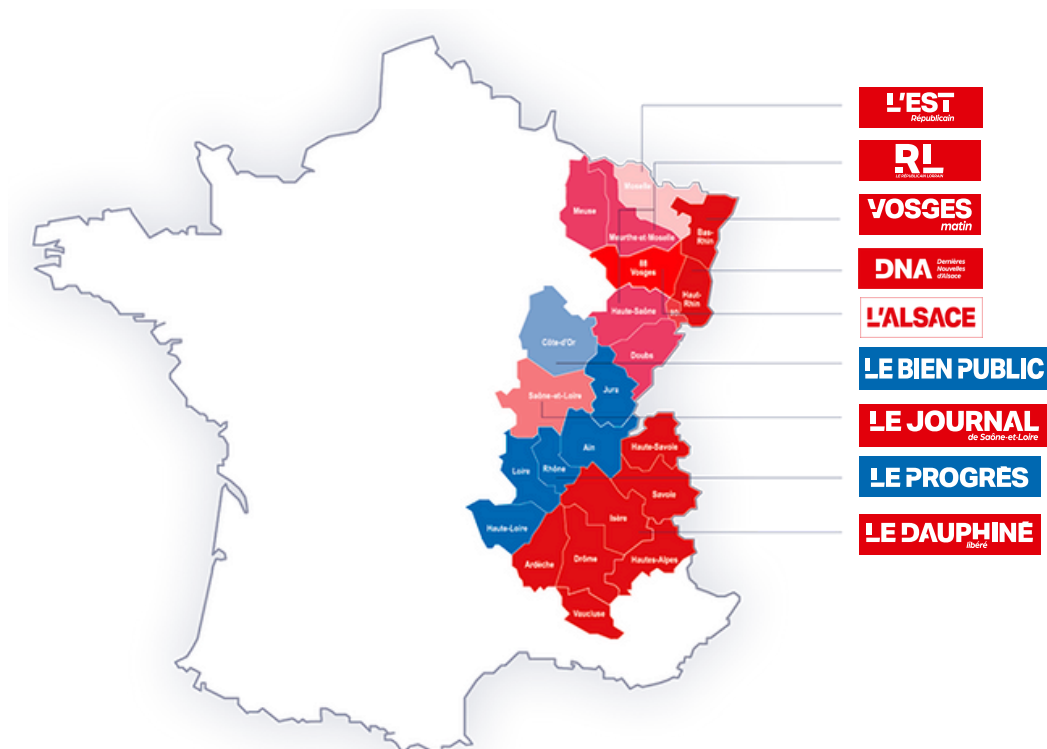 L'EST
Républicain
RL
LE RÉPUBLICAIN LORRAIN
VOSGES
matin
DNA
Dernières
Nouvelles
d'Alsace
L'ALSACE
LE BIEN PUBLIC
LE JOURNAL
de Saône-et-Loire
LE PROGRÈS
LE DAUPHINÉ
libéré
Moselle
Meuse
Meurthe-et-Moselle
Bas-
Rhin
88
Vosges
Haut-
Rhin
Haute-Saône
90
Côte-d'Or
Doubs
Jura
Saône-et-Loire
Ain
Haute-Savoie
Loire
Rhône
Savoie
Isère
Haute-Loire
Ardèche
Drôme
Hautes-Alpes
Vaucluse